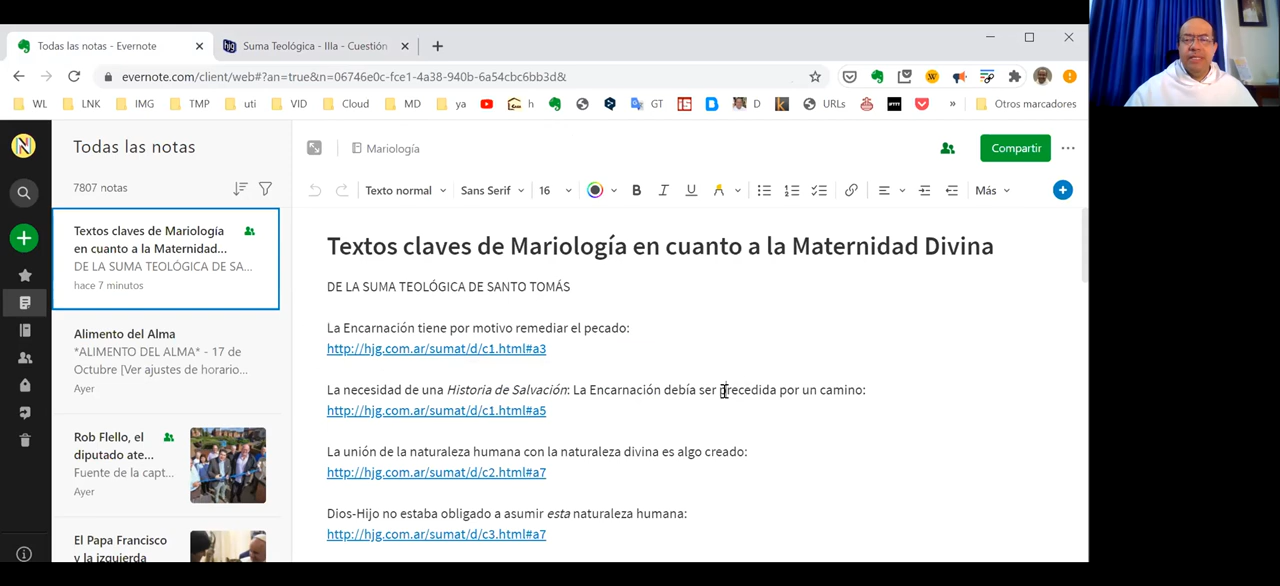 Todas las notas - Evernote
Suma Teológica - IIIa - Cuestión
evernote.com/client/web#?an=true&n=06746e0c-fce1-4a38-940b-6a54cbc6bb3d&
WL LNK IMG TMP uti VID Cloud MD ya h GT D URLs » Otros marcadores
Todas las notas
7807 notas
Textos claves de Mariología
en cuanto a la Maternidad...
DE LA SUMA TEOLÓGICA DE SA...
hace 7 minutos
Alimento del Alma
*ALIMENTO DEL ALMA* - 17 de
Octubre [Ver ajustes de horario...
Ayer
Rob Flello, el
diputado ate...
Fuente de la capt...
Ayer
El Papa Francisco
y la izquierda
Mariología
Compartir
Texto normal Sans Serif 16 B I U A Más
Textos claves de Mariología en cuanto a la Maternidad Divina
DE LA SUMA TEOLÓGICA DE SANTO TOMÁS
La Encarnación tiene por motivo remediar el pecado:
http://hjg.com.ar/sumat/d/c1.html#a3
La necesidad de una Historia de Salvación: La Encarnación debía ser precedida por un camino:
http://hjg.com.ar/sumat/d/c1.html#a5
La unión de la naturaleza humana con la naturaleza divina es algo creado:
http://hjg.com.ar/sumat/d/c2.html#a7
Dios-Hijo no estaba obligado a asumir esta naturaleza humana:
http://hjg.com.ar/sumat/d/c3.html#a7